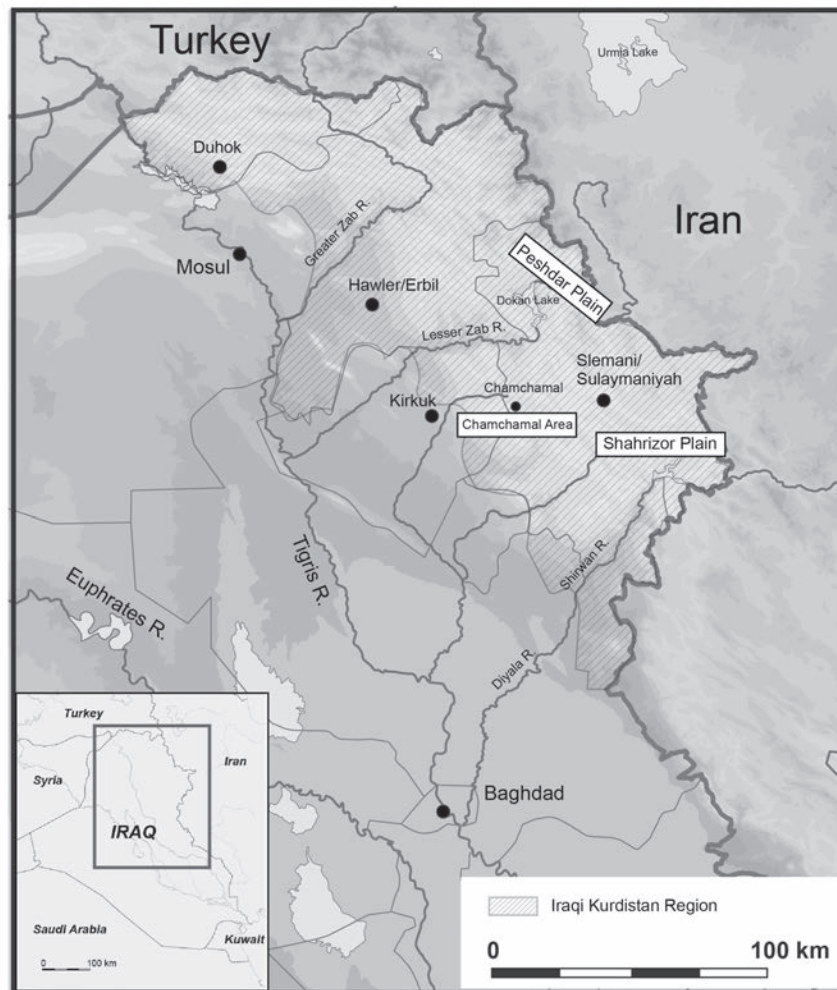 Turkey
Urmia Lake
Duhok
Greater Zab R.
Iran
Mosul
Peshdar Plain
Hawler/Erbil
Dokan Lake
Lesser Zab R.
Slemani/
Sulaymaniyah
Chamchamal
Kirkuk
Chamchamal Area
Shahrizor Plain
Tigris R.
Shirwan R.
Euphrates R.
Diyala R.
Baghdad
Turkey
Iran
Syria
IRAQ
Saudi Arabia
Kuwait
0 100 km
Iraqi Kurdistan Region
0 100 km